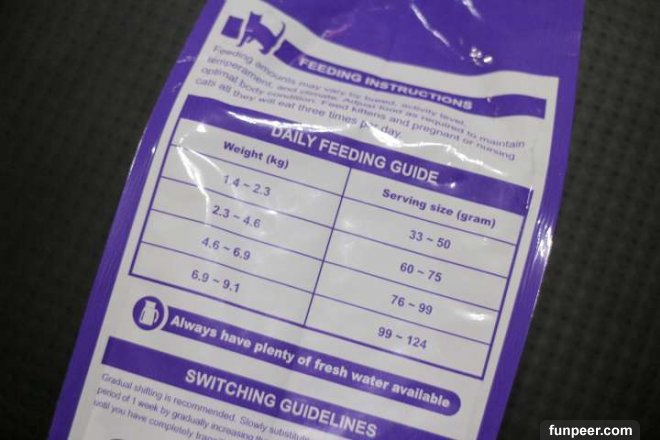 FEEDING INSTRUCTIONS
Feeding amounts may vary by breed, activity level,
temperament, and climate. Adjust food as required to maintain
optimal body condition. Feed kittens and pregnant or nursing
cats as they will eat three times per day.
DAILY FEEDING GUIDE
Weight (kg) Serving size (gram)
1.4 ~ 2.3 33 ~ 50
2.3 ~ 4.6 60 ~ 75
4.6 ~ 6.9 76 ~ 99
6.9 ~ 9.1 99 ~ 124
Always have plenty of fresh water available
SWITCHING GUIDELINES
Gradual shifting is recommended. Slowly substitute
period of 1 week by gradually increasing the
until you have completely
funpeer.com